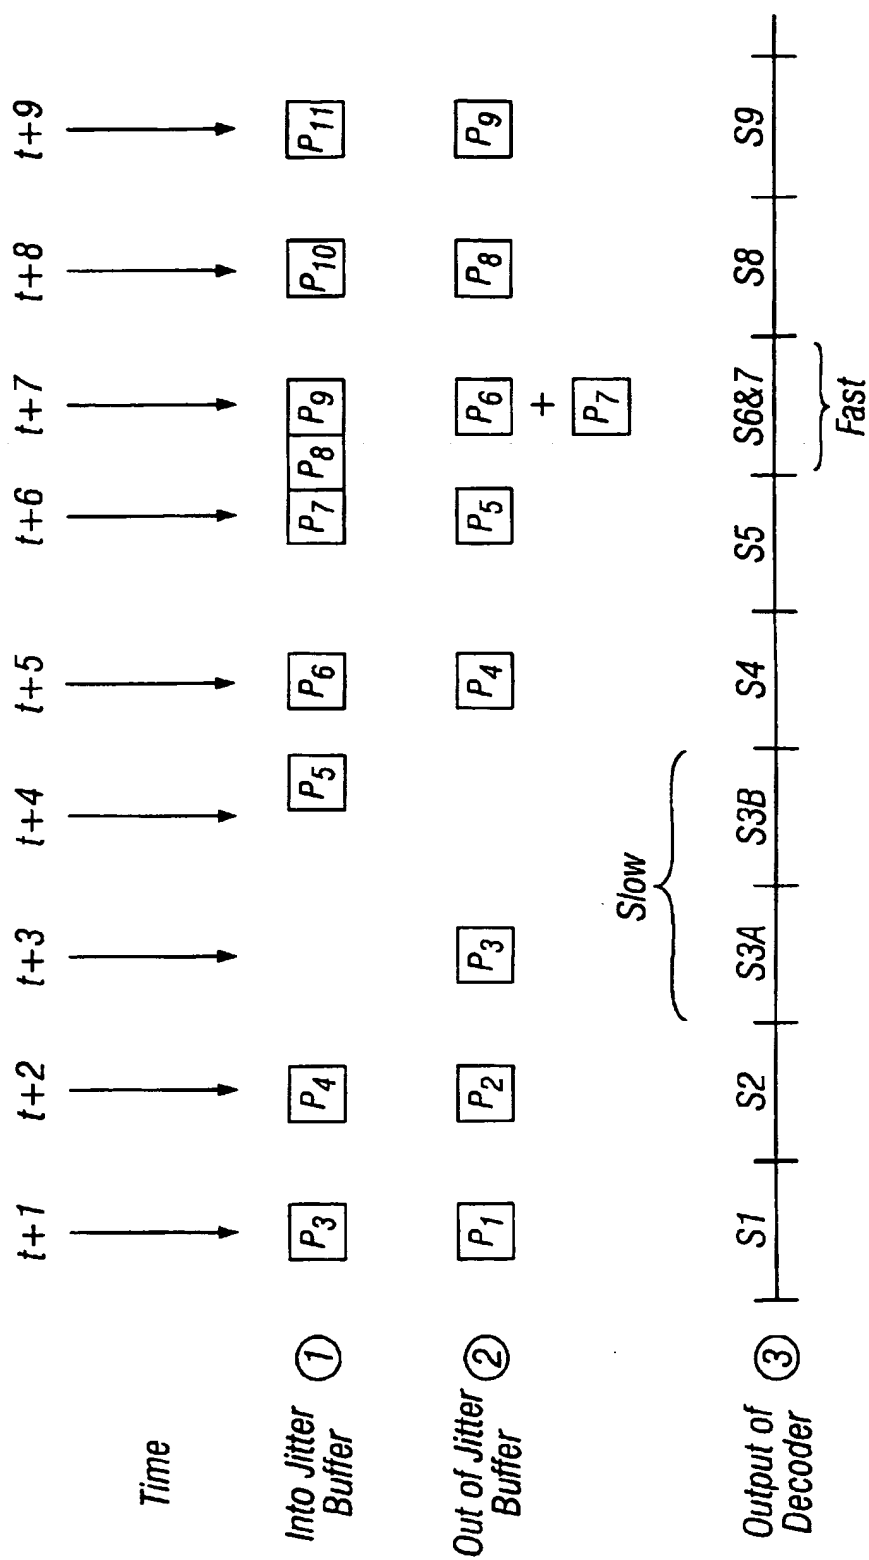 Time
t+1 t+2 t+3 t+4 t+5 t+6 t+7 t+8 t+9
Into Jitter
Buffer
1
P3 P4 P5 P6 P7 P8 P9 P10 P11
Out of Jitter
Buffer
2
P1 P2 P3 P4 P5 P6 P8 P9
+
P7
Slow
Output of
Decoder
3
S1 S2 S3A S3B S4 S5 S6&7 S8 S9
Fast